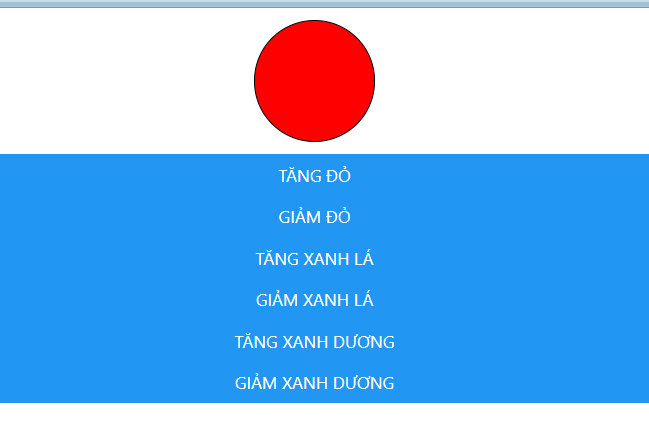 TĂNG ĐỎ
GIẢM ĐỎ
TĂNG XANH LÁ
GIẢM XANH LÁ
TĂNG XANH DƯƠNG
GIẢM XANH DƯƠNG